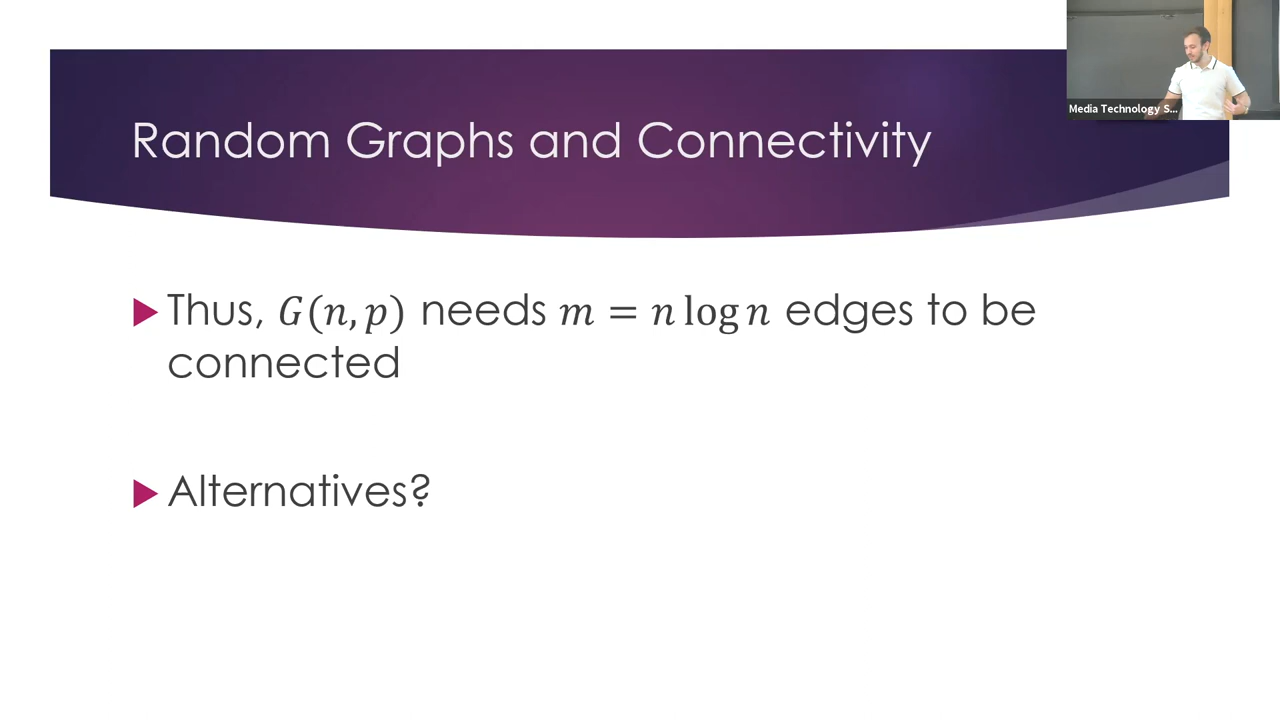 Media Technology S...
Random Graphs and Connectivity
Thus, G(n, p) needs m = n log n edges to be
connected
Alternatives?